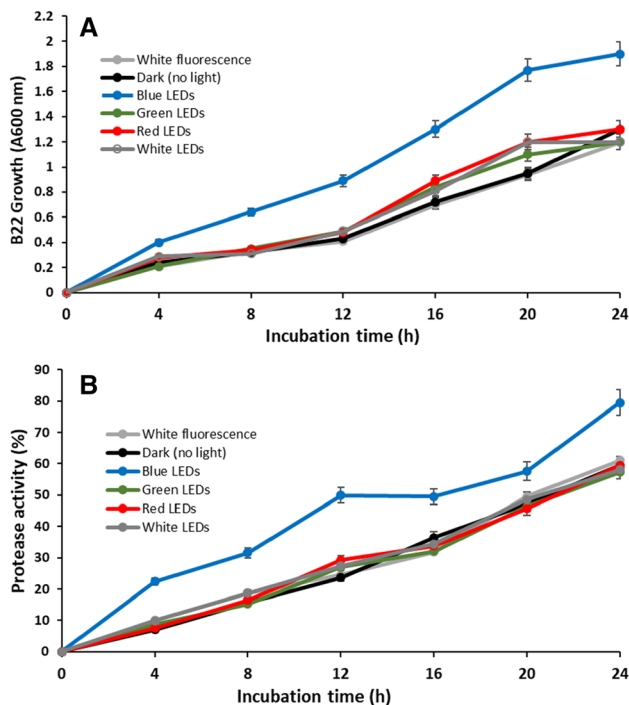 A
2.2
2
1.8
1.6
1.4
1.2
1
0.8
0.6
0.4
0.2
0
B22 Growth (A600 nm)
White fluorescence
Dark (no light)
Blue LEDs
Green LEDs
Red LEDs
White LEDs
0 4 8 12 16 20 24
Incubation time (h)
B
90
80
70
60
50
40
30
20
10
0
Protease activity (%)
White fluorescence
Dark (no light)
Blue LEDs
Green LEDs
Red LEDs
White LEDs
0 4 8 12 16 20 24
Incubation time (h)